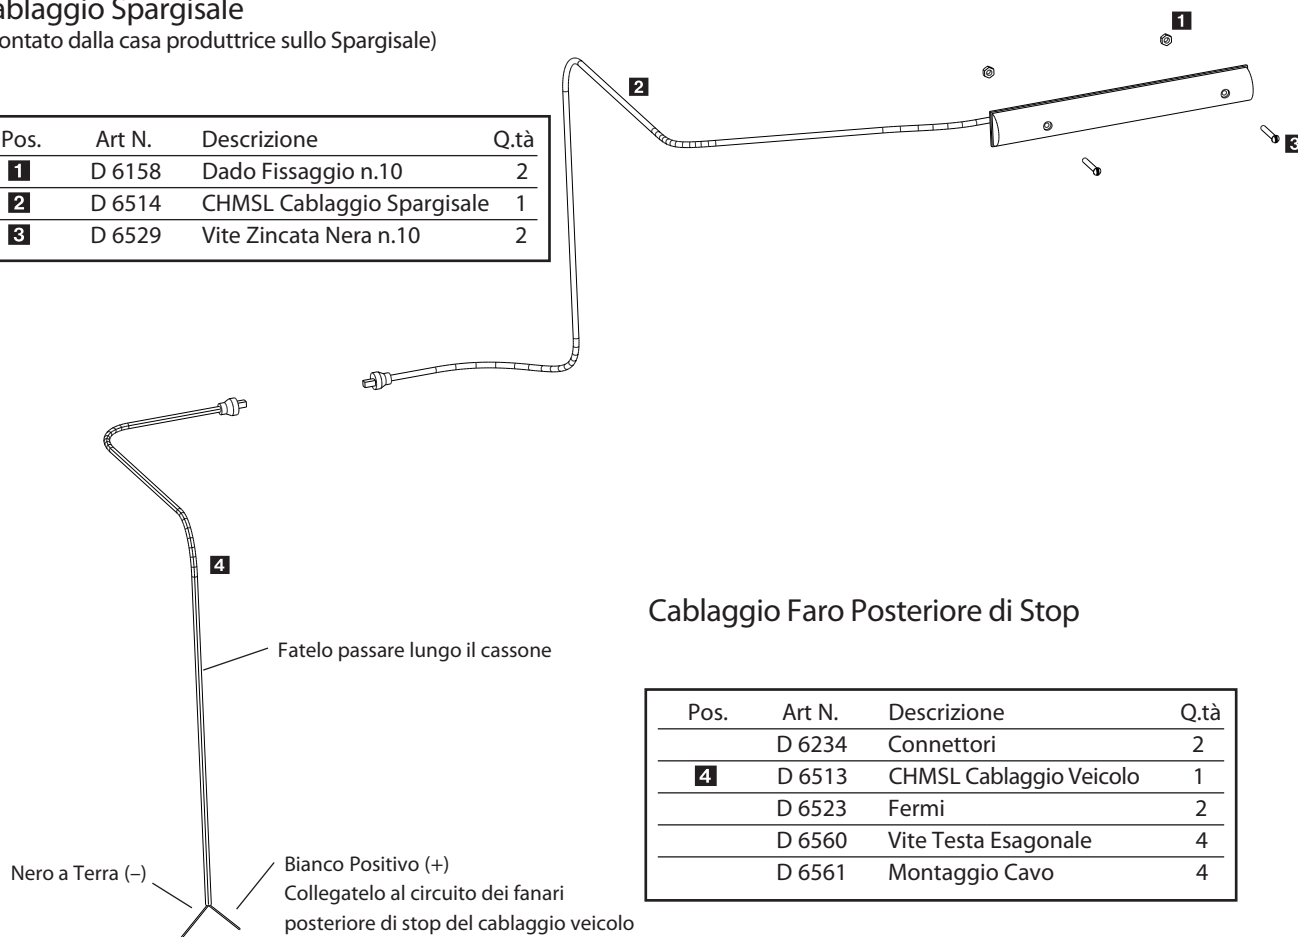 ablaggio Spargisale
ontato dalla casa produttrice sullo Spargisale)
1
2
3
Pos. Art N. Descrizione Q.tà
1 D 6158 Dado Fissaggio n.10 2
2 D 6514 CHMSL Cablaggio Spargisale 1
3 D 6529 Vite Zincata Nera n.10 2
4
Fatelo passare lungo il cassone
Nero a Terra (–)
Bianco Positivo (+)
Collegatelo al circuito dei fanari
posteriore di stop del cablaggio veicolo
Cablaggio Faro Posteriore di Stop
Pos. Art N. Descrizione Q.tà
D 6234 Connettori 2
4 D 6513 CHMSL Cablaggio Veicolo 1
D 6523 Fermi 2
D 6560 Vite Testa Esagonale 4
D 6561 Montaggio Cavo 4